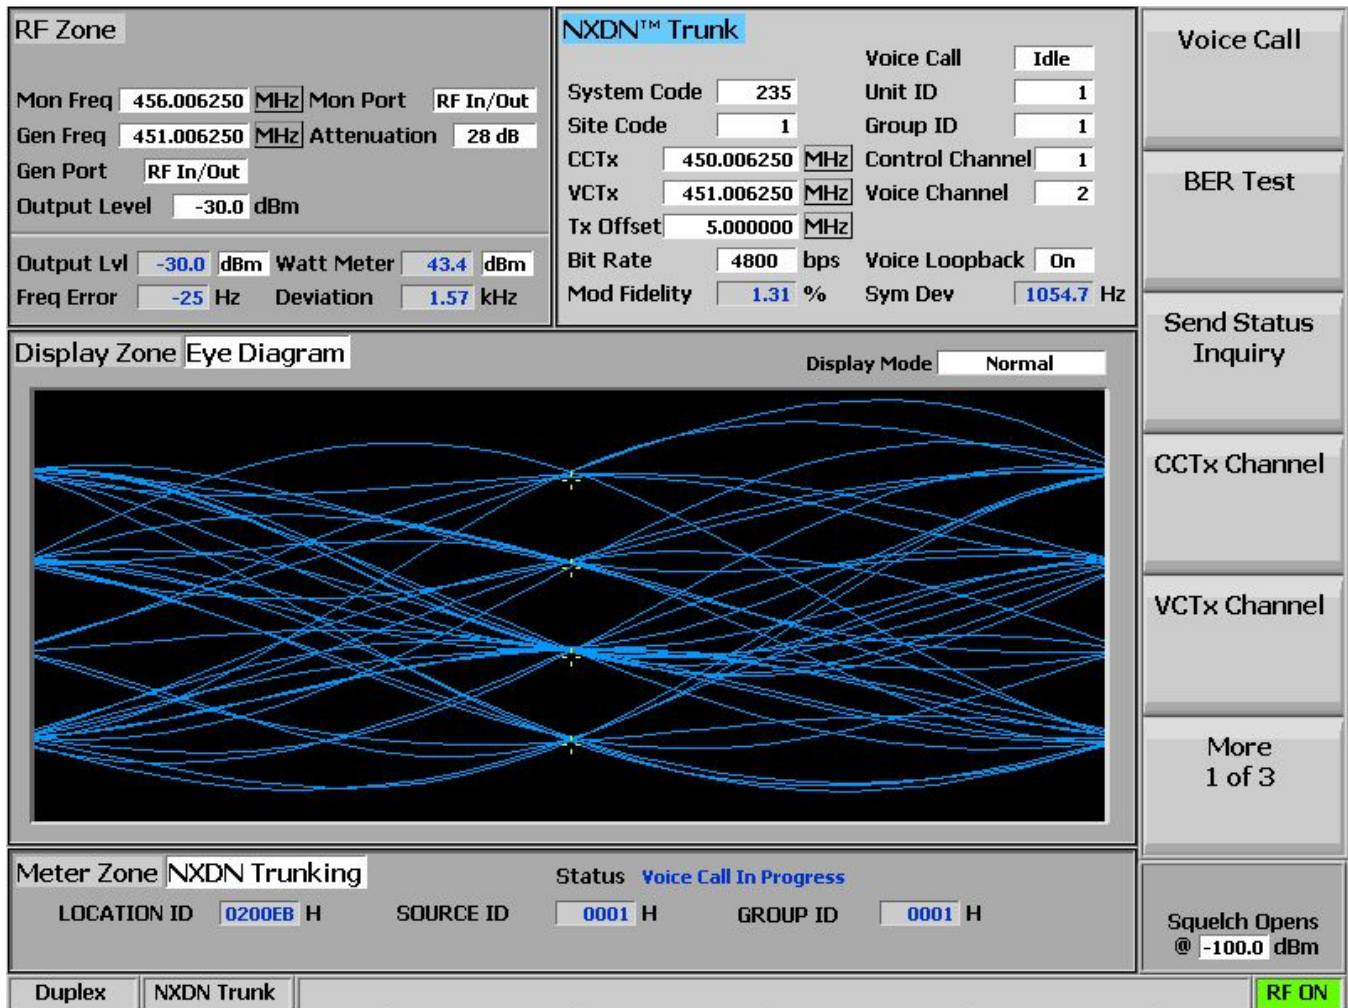 RF Zone
Mon Freq 456.006250 MHz Mon Port RF In/Out
Gen Freq 451.006250 MHz Attenuation 28 dB
Gen Port RF In/Out
Output Level -30.0 dBm
Output Lvl -30.0 dBm Watt Meter 43.4 dBm
Freq Error -25 Hz Deviation 1.57 kHz
NXDN™ Trunk
Voice Call Idle
System Code 235 Unit ID 1
Site Code 1 Group ID 1
CCTx 450.006250 MHz Control Channel 1
VCTx 451.006250 MHz Voice Channel 2
Tx Offset 5.000000 MHz
Bit Rate 4800 bps Voice Loopback On
Mod Fidelity 1.31 % Sym Dev 1054.7 Hz
Display Zone Eye Diagram
Display Mode Normal
Meter Zone NXDN Trunking
Status Voice Call In Progress
LOCATION ID 0200EB H SOURCE ID 0001 H GROUP ID 0001 H
Voice Call
BER Test
Send Status
Inquiry
CCTx Channel
VCTx Channel
More
1 of 3
Squelch Opens
@ -100.0 dBm
Duplex NXDN Trunk RF ON